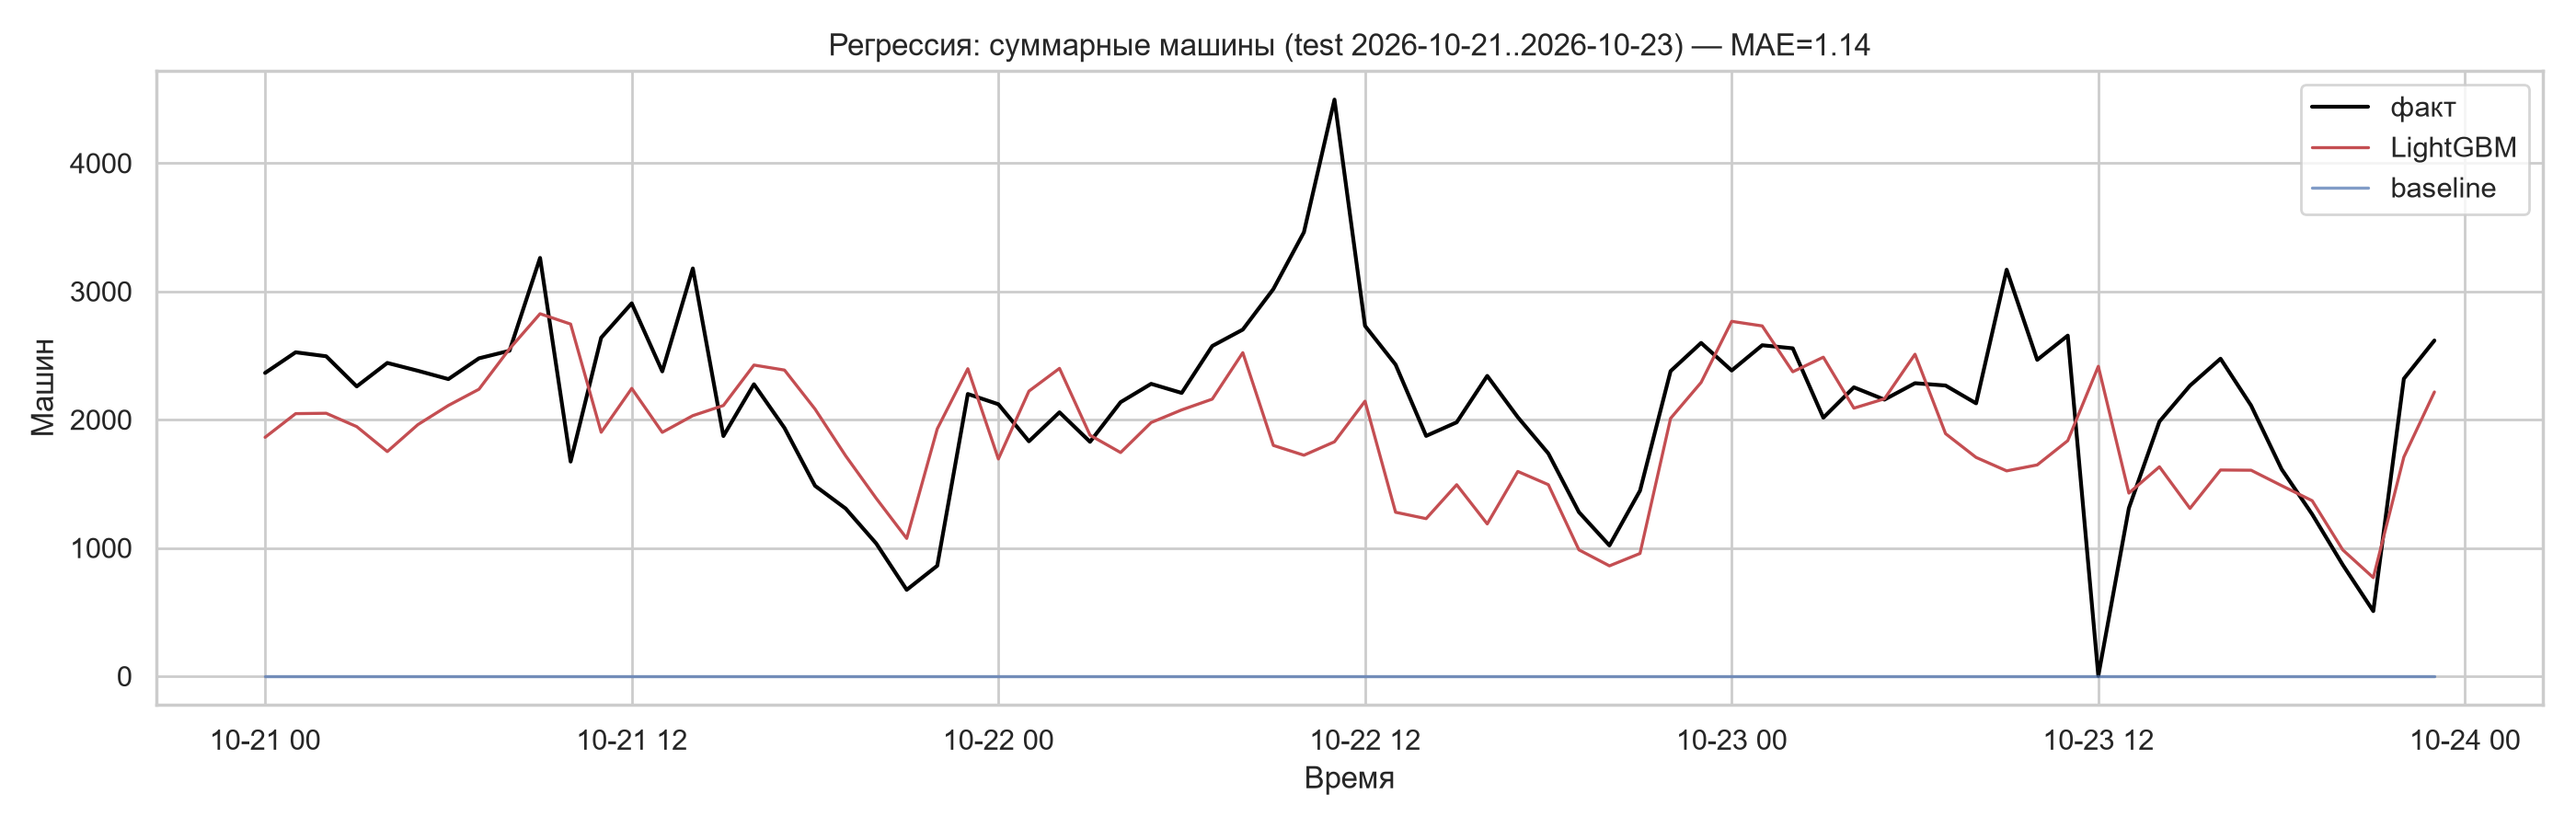 Регрессия: суммарные машины (test 2026-10-21..2026-10-23) — MAE=1.14
факт
LightGBM
baseline
Машин
4000
3000
2000
1000
0
10-21 00
10-21 12
10-22 00
10-22 12
10-23 00
10-23 12
10-24 00
Время